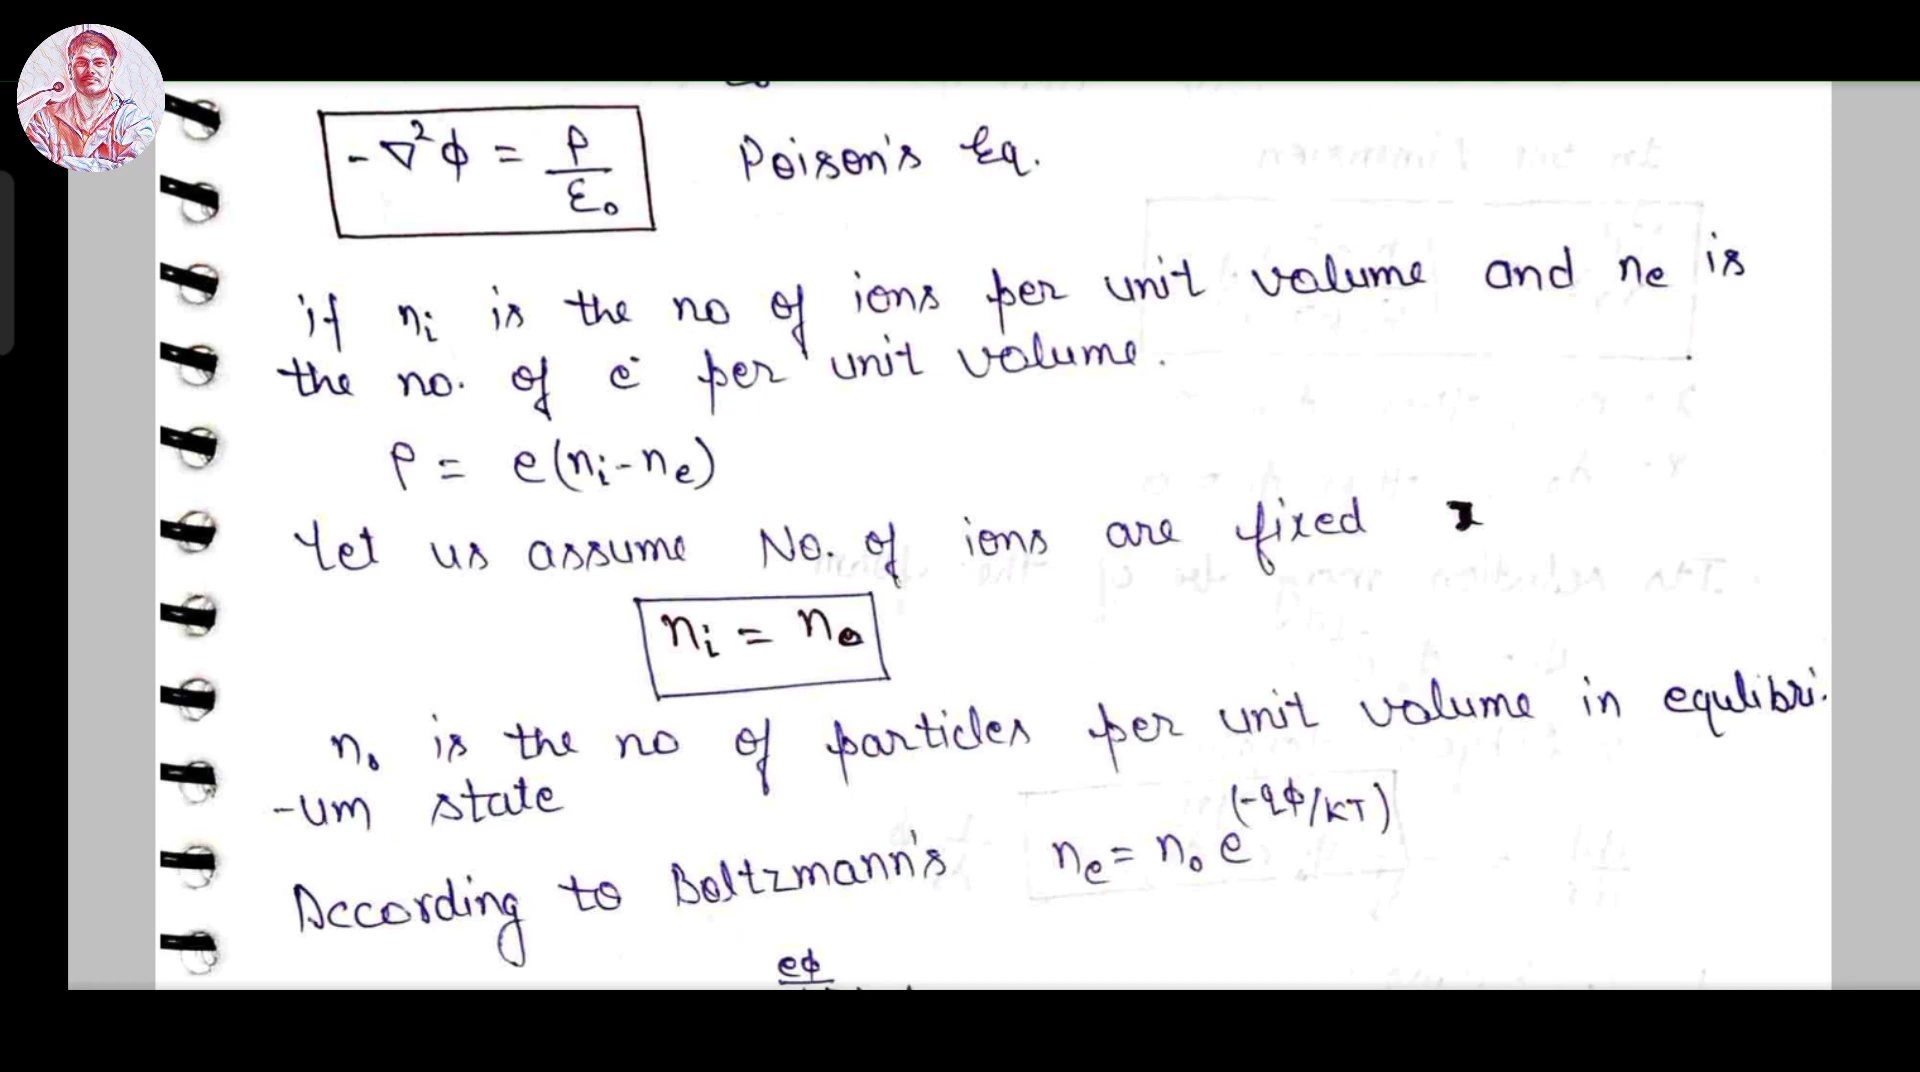 -∇²φ = ρ/ε₀ Poison's Eq.
if nᵢ is the no of ions per unit volume and nₑ is
the no. of e⁻ per unit volume.
ρ = e(nᵢ-nₑ)
Let us assume No. of ions are fixed
nᵢ = n₀
n₀ is the no of particles per unit volume in equlibri.
-um state
According to Boltzmann's nₑ = n₀ e^(-qφ/KT)
eφ